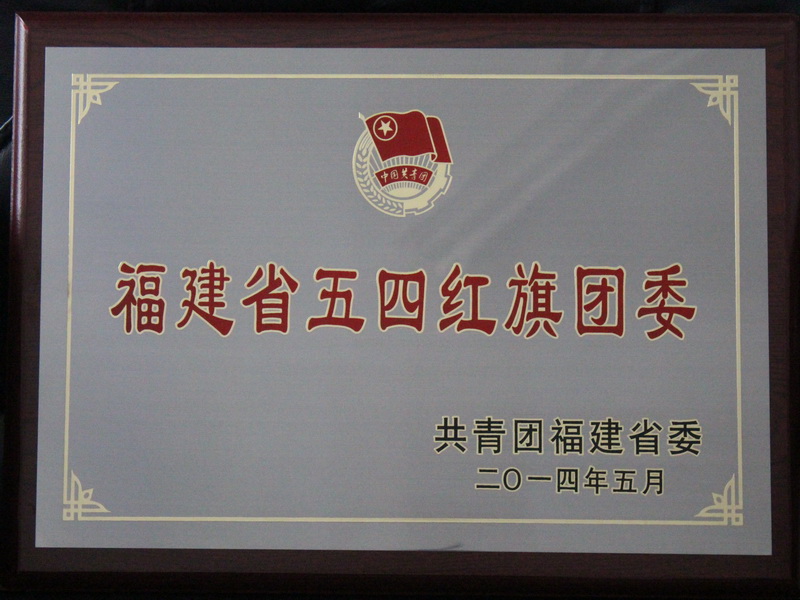 中国共青团
福建省五四红旗团委
共青团福建省委
二〇一四年五月